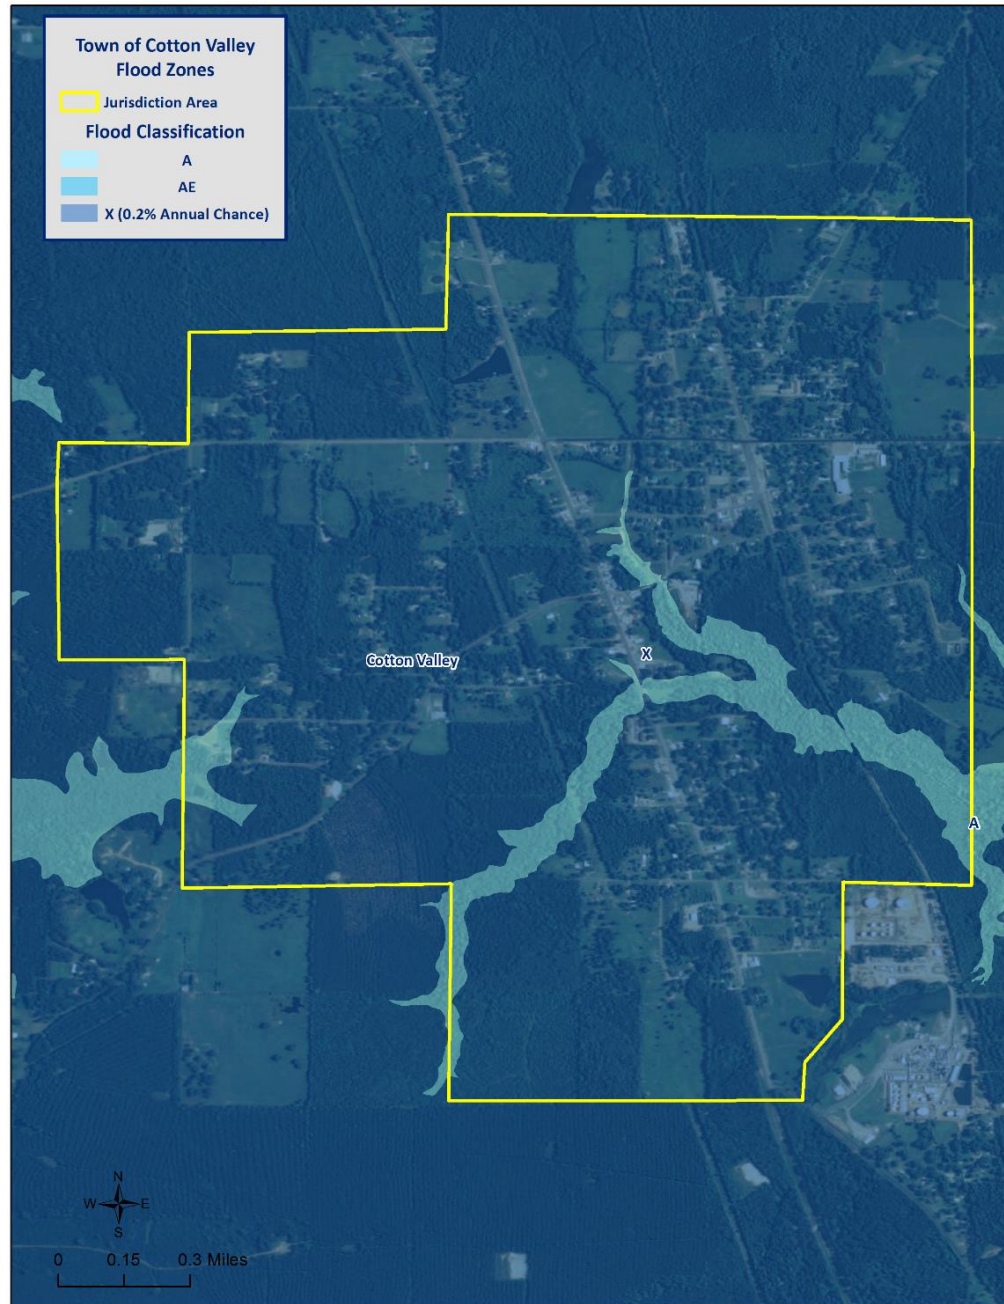 Town of Cotton Valley
Flood Zones
Jurisdiction Area
Flood Classification
A
AE
X (0.2% Annual Chance)
Cotton Valley
X
A
N
W E
S
0 0.15 0.3 Miles